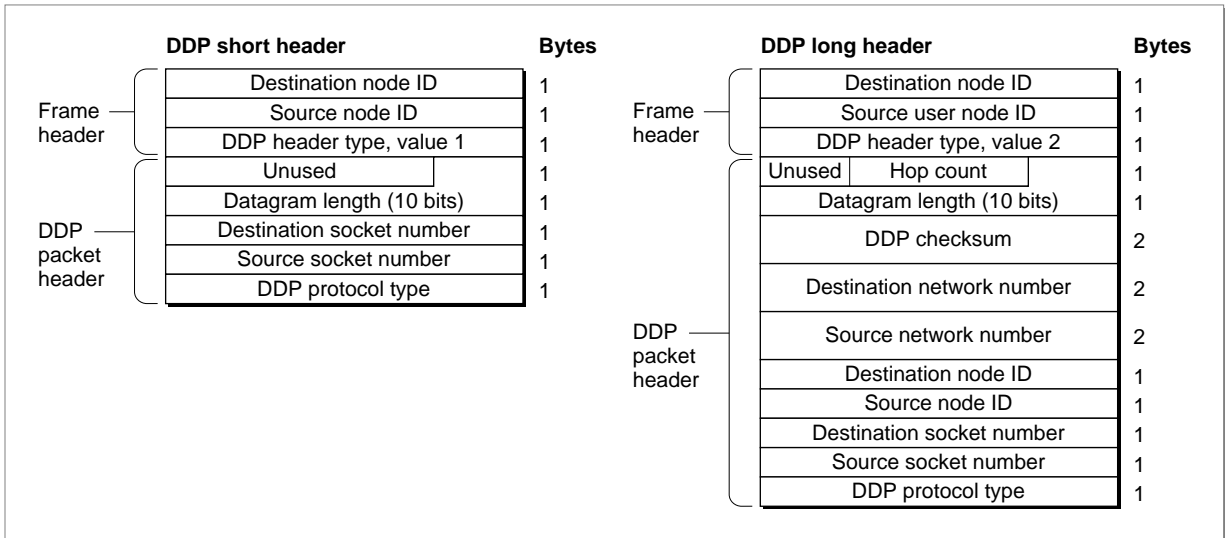 DDP short header Bytes
Frame header
Destination node ID 1
Source node ID 1
DDP header type, value 1 1
DDP packet header
Unused 1
Datagram length (10 bits) 1
Destination socket number 1
Source socket number 1
DDP protocol type 1
DDP long header Bytes
Frame header
Destination node ID 1
Source user node ID 1
DDP header type, value 2 1
DDP packet header
Unused Hop count 1
Datagram length (10 bits) 1
DDP checksum 2
Destination network number 2
Source network number 2
Destination node ID 1
Source node ID 1
Destination socket number 1
Source socket number 1
DDP protocol type 1